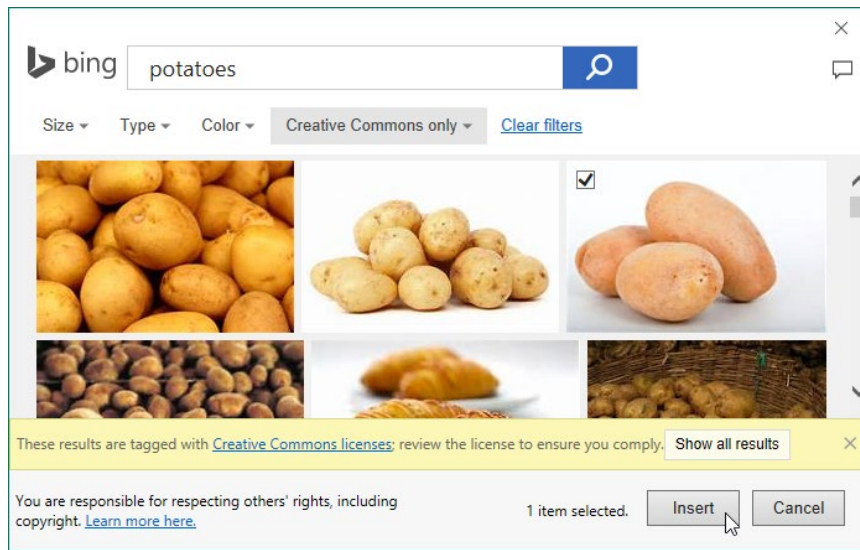 bing
potatoes
Size Type Color Creative Commons only Clear filters
These results are tagged with Creative Commons licenses; review the license to ensure you comply. Show all results
You are responsible for respecting others' rights, including
copyright. Learn more here.
1 item selected. Insert Cancel